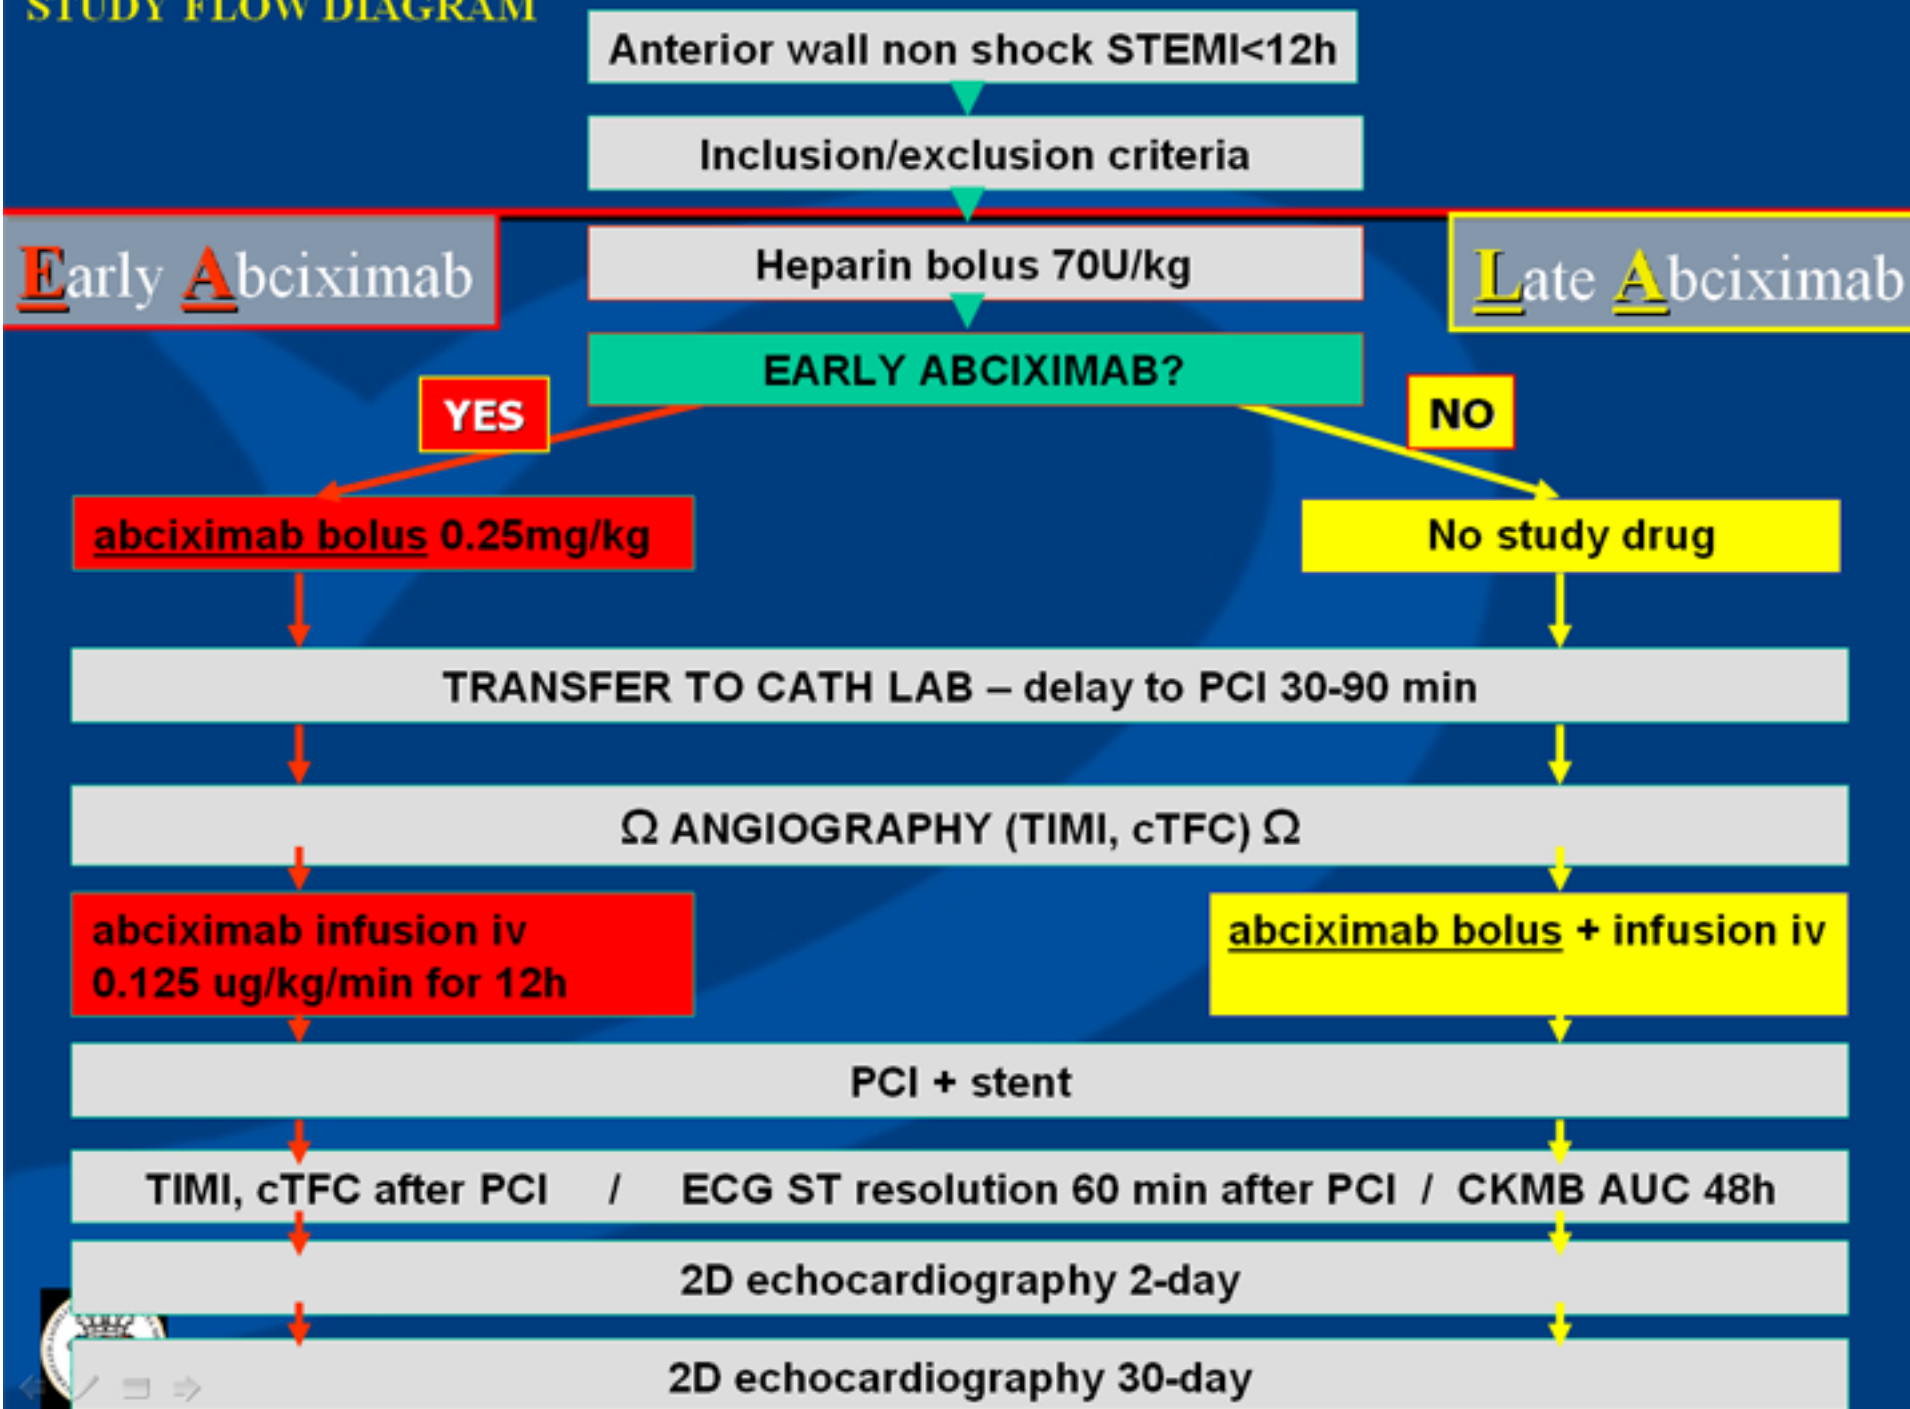 STUDY FLOW DIAGRAM
Anterior wall non shock STEMI<12h
Inclusion/exclusion criteria
Early Abciximab
Heparin bolus 70U/kg
Late Abciximab
EARLY ABCIXIMAB?
YES
NO
abciximab bolus 0.25mg/kg
No study drug
TRANSFER TO CATH LAB – delay to PCI 30-90 min
Ω ANGIOGRAPHY (TIMI, cTFC) Ω
abciximab infusion iv
0.125 ug/kg/min for 12h
abciximab bolus + infusion iv
PCI + stent
TIMI, cTFC after PCI / ECG ST resolution 60 min after PCI / CKMB AUC 48h
2D echocardiography 2-day
2D echocardiography 30-day